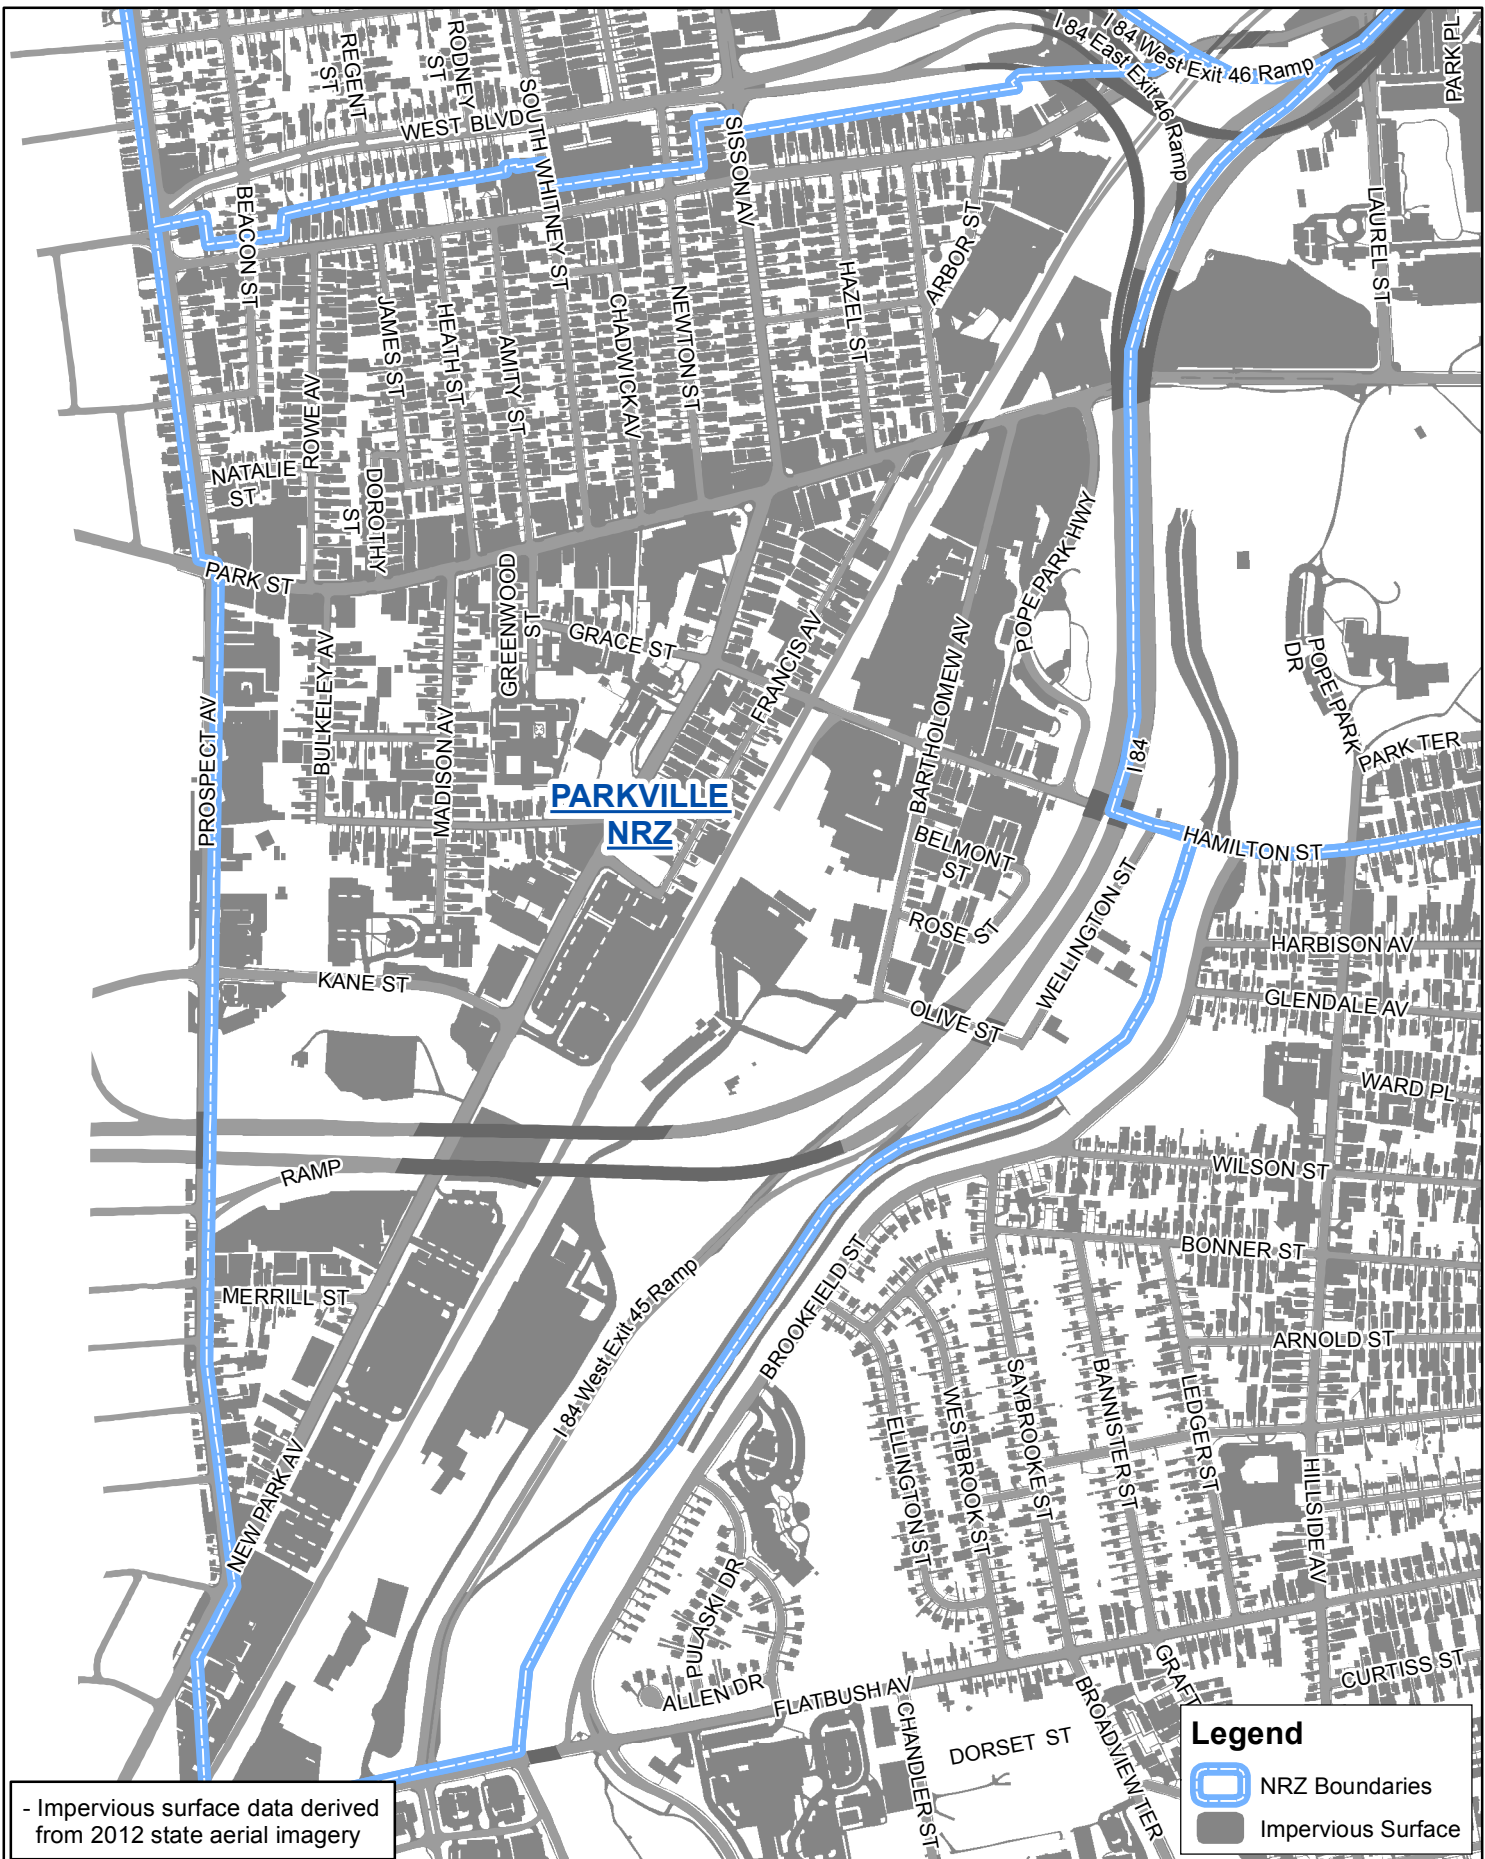 I 84 West Exit 46 Ramp
I 84 East Exit 46 Ramp
PARK PL
REGENT
ST
RODNEY
ST
SOUTH WHITNEY ST
WEST BLVD
SISSON AV
BEACON ST
LAUREL ST
ARBOR ST
HAZEL ST
JAMES ST
HEATH ST
AMITY ST
CHADWICK AV
NEWTON ST
ROWE AV
NATALIE
ST
DOROTHY
ST
PARK ST
GREENWOOD
ST
GRACE ST
FRANCIS AV
POPE PARK HWY
BARTHOLOMEW AV
POPE PARK
DR
PARK TER
PROSPECT AV
BULKELEY AV
MADISON AV
I 84
PARKVILLE
NRZ
HAMILTON ST
BELMONT
ST
ROSE ST
WELLINGTON ST
HARBISON AV
GLENDALE AV
KANE ST
OLIVE ST
WARD PL
RAMP
WILSON ST
BONNER ST
MERRILL ST
I 84 West Exit 45 Ramp
BROOKFIELD ST
ARNOLD ST
ELLINGTON ST
WESTBROOK ST
SAYBROOKE ST
BANNISTER ST
LEDGER ST
HILLSIDE AV
NEW PARK AV
PULASKI DR
ALLEN DR
FLATBUSH AV
CHANDLER ST
DORSET ST
BROADVIEW TER
GRAFT
CURTISS ST
Legend
NRZ Boundaries
Impervious Surface
- Impervious surface data derived
from 2012 state aerial imagery